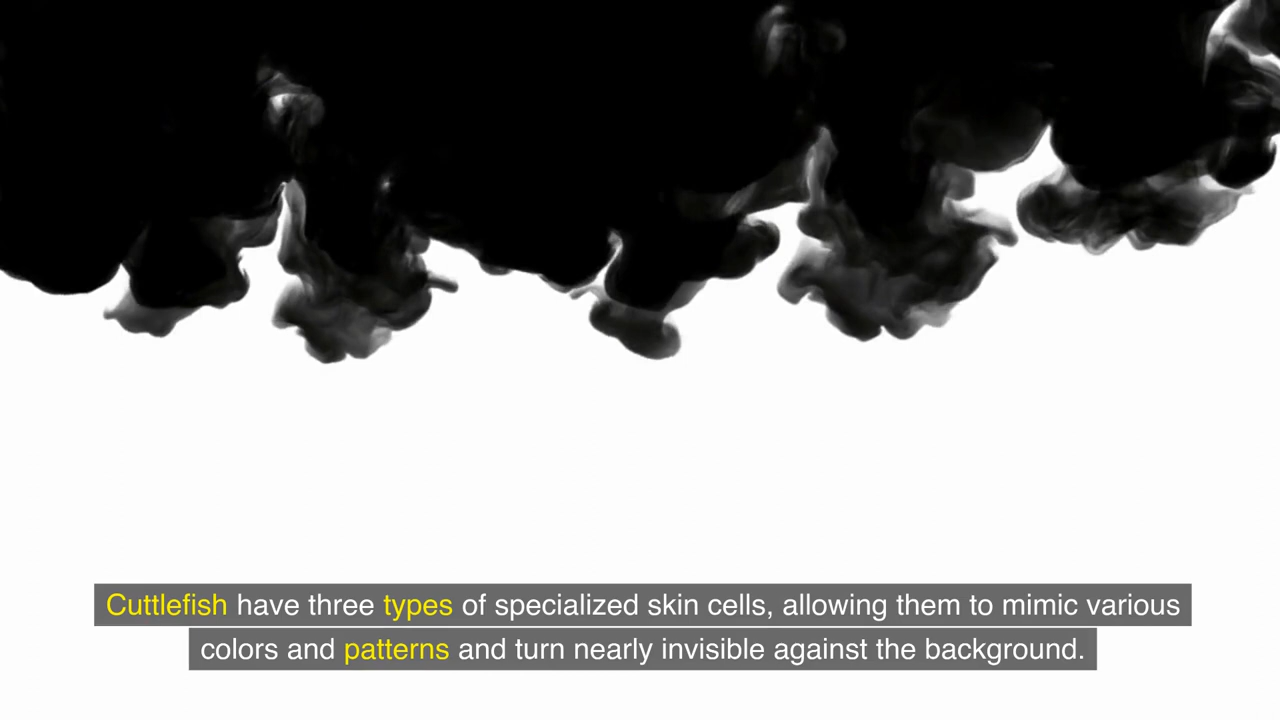 Cuttlefish have three types of specialized skin cells, allowing them to mimic various
colors and patterns and turn nearly invisible against the background.